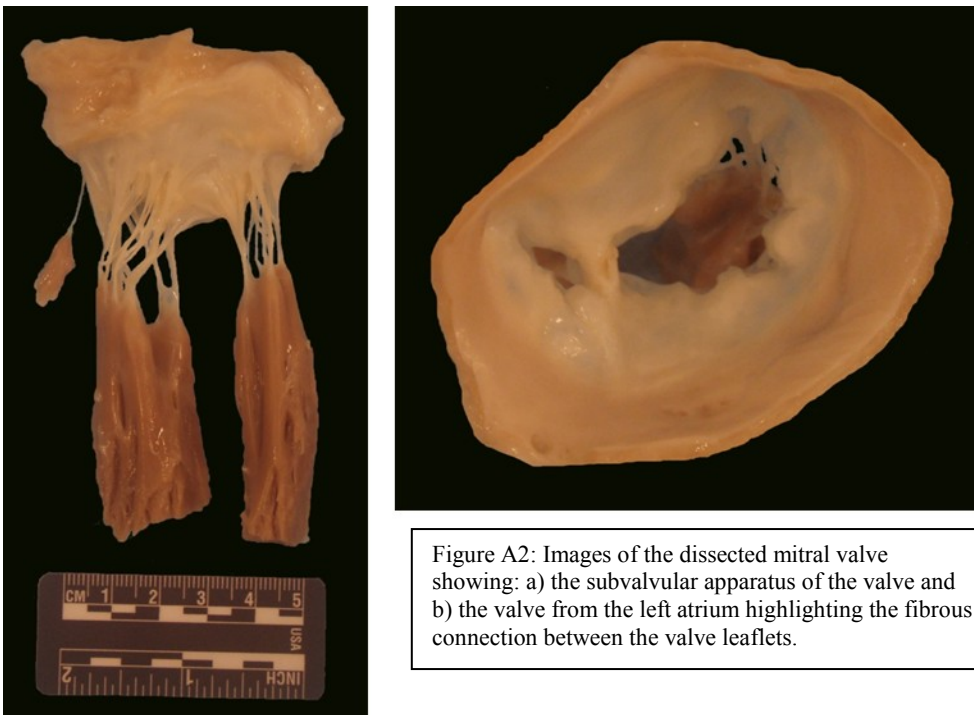 CM 1 2 3 4 5
USA
INCH
1
2
Figure A2: Images of the dissected mitral valve
showing: a) the subvalvular apparatus of the valve and
b) the valve from the left atrium highlighting the fibrous
connection between the valve leaflets.